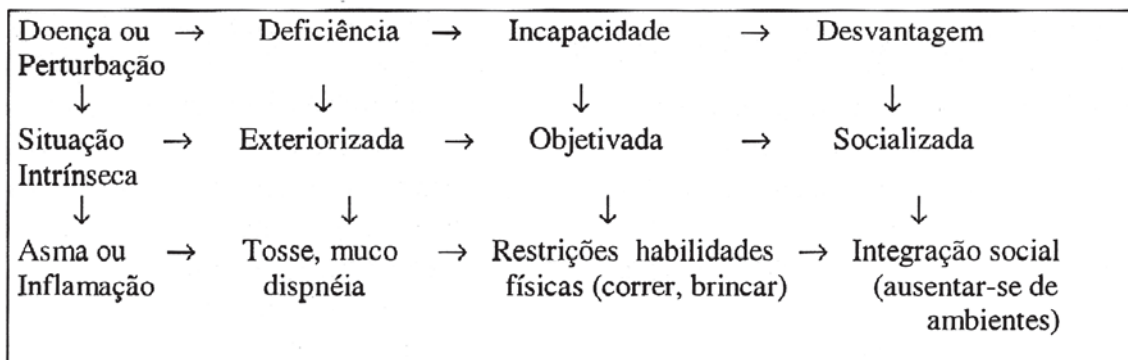 Doença ou → Deficiência → Incapacidade → Desvantagem
Perturbação
↓ ↓ ↓ ↓
Situação → Exteriorizada → Objetivada → Socializada
Intrínseca
↓ ↓ ↓ ↓
Asma ou → Tosse, muco → Restrições habilidades → Integração social
Inflamação dispnéia físicas (correr, brincar) (ausentar-se de
ambientes)